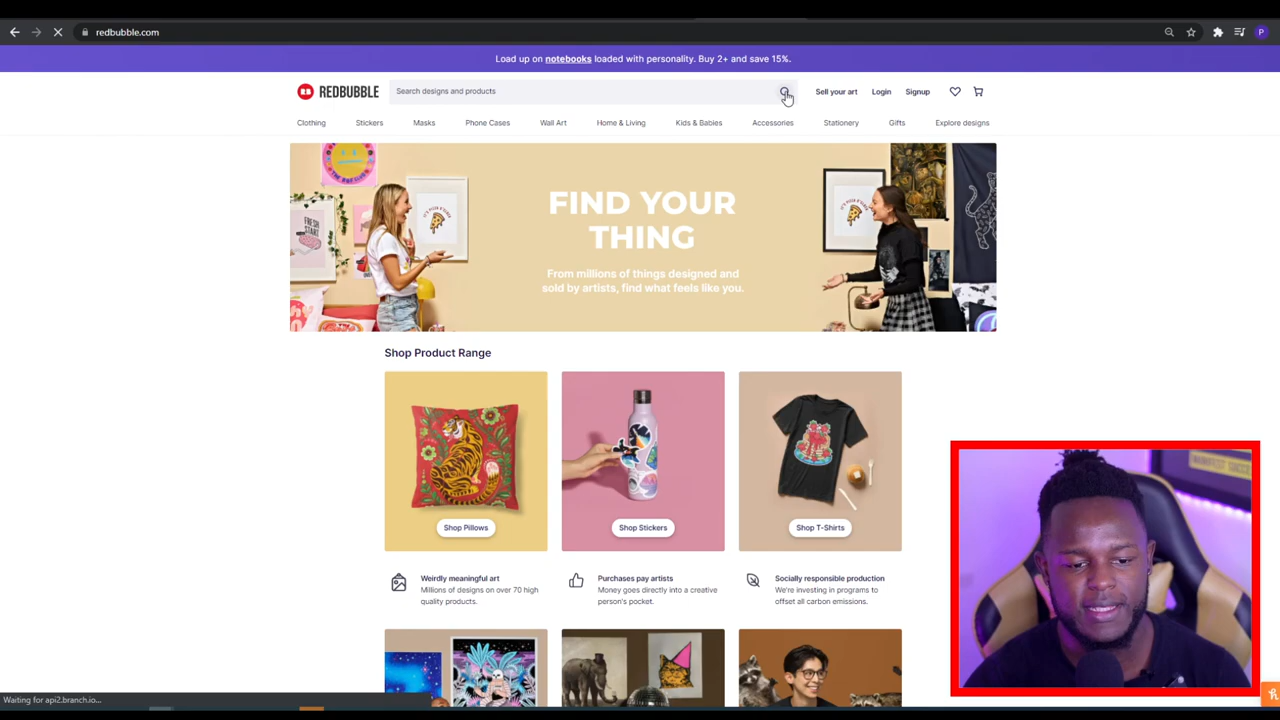 redbubble.com
P
Load up on notebooks loaded with personality. Buy 2+ and save 15%.
RB REDBUBBLE
Search designs and products
Sell your art
Login
Signup
Clothing
Stickers
Masks
Phone Cases
Wall Art
Home & Living
Kids & Babies
Accessories
Stationery
Gifts
Explore designs
FIND YOUR
THING
From millions of things designed and
sold by artists, find what feels like you.
FRESH
START
Shop Product Range
Shop Pillows
Shop Stickers
Shop T-Shirts
Weirdly meaningful art
Millions of designs on over 70 high
quality products.
Purchases pay artists
Money goes directly into a creative
person's pocket.
Socially responsible production
We're investing in programs to
offset all carbon emissions.
MANIFEST SUCCESS
Waiting for api2.branch.io...